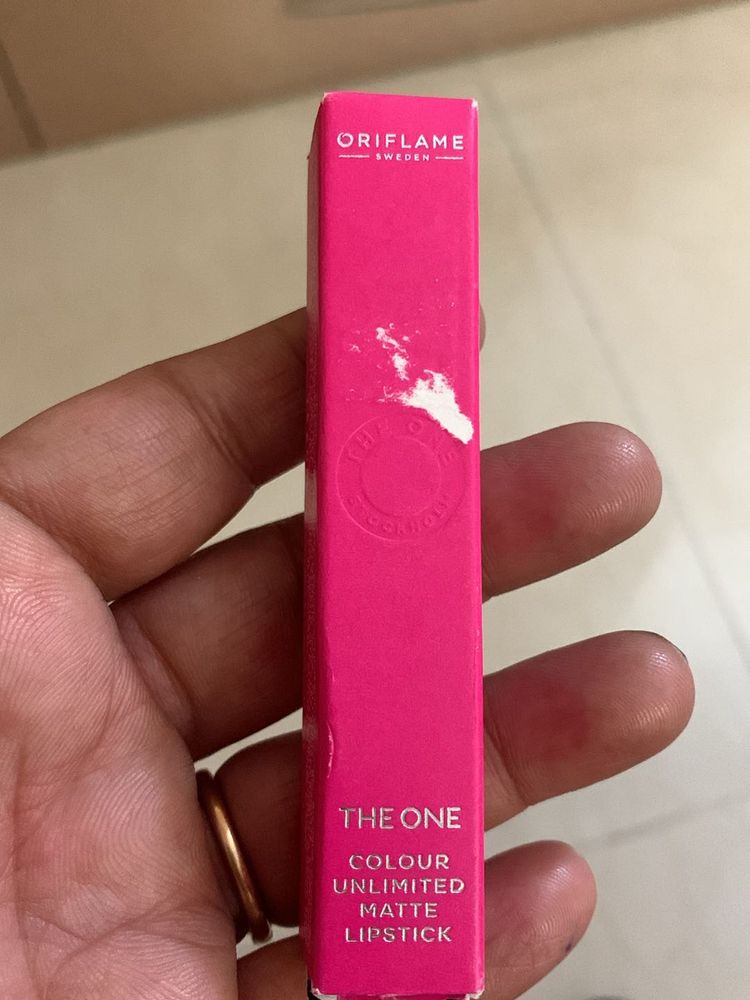 ORIFLAME
SWEDEN
THE ONE
STOCKHOLM
THE ONE
COLOUR
UNLIMITED
MATTE
LIPSTICK